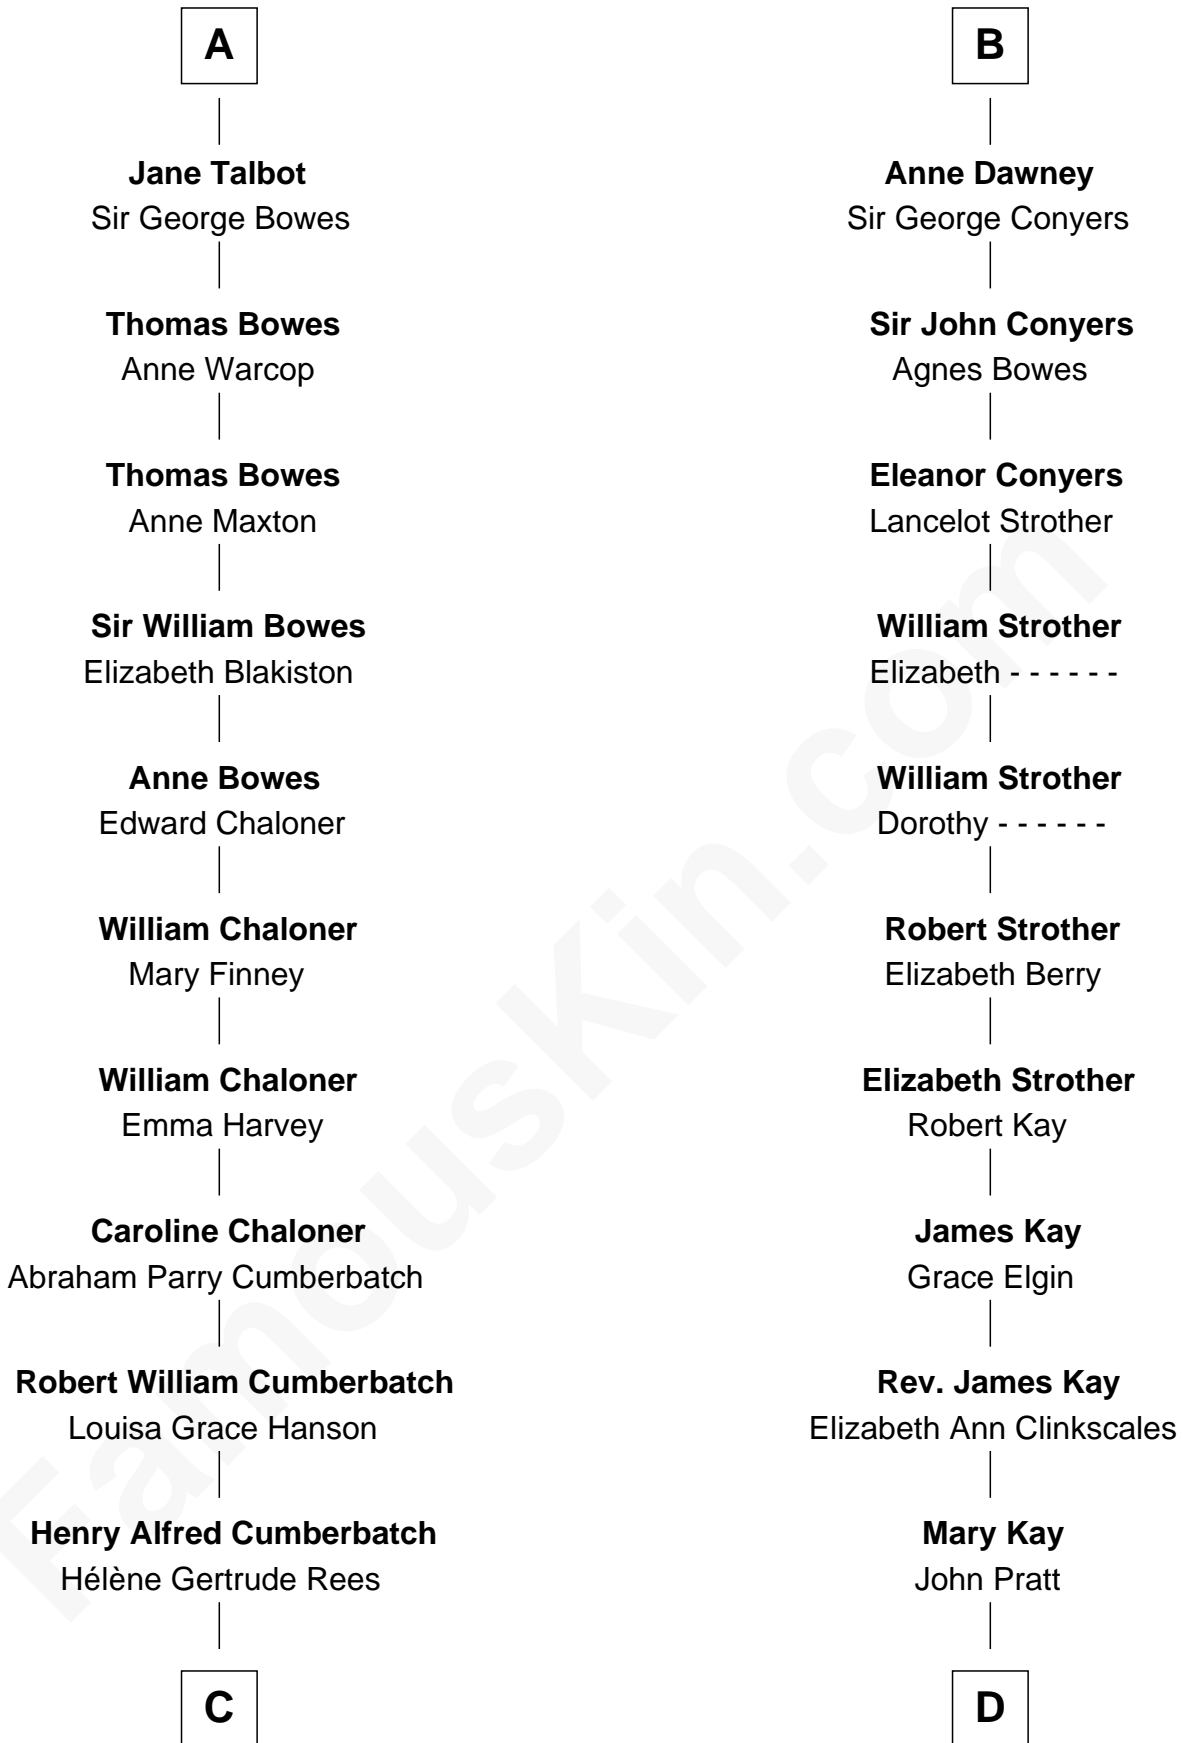 A
Jane Talbot
Sir George Bowes
Thomas Bowes
Anne Warcop
Thomas Bowes
Anne Maxton
Sir William Bowes
Elizabeth Blakiston
Anne Bowes
Edward Chaloner
William Chaloner
Mary Finney
William Chaloner
Emma Harvey
Caroline Chaloner
Abraham Parry Cumberbatch
Robert William Cumberbatch
Louisa Grace Hanson
Henry Alfred Cumberbatch
Hélène Gertrude Rees
C
B
Anne Dawney
Sir George Conyers
Sir John Conyers
Agnes Bowes
Eleanor Conyers
Lancelot Strother
William Strother
Elizabeth - - - - - -
William Strother
Dorothy - - - - - -
Robert Strother
Elizabeth Berry
Elizabeth Strother
Robert Kay
James Kay
Grace Elgin
Rev. James Kay
Elizabeth Ann Clinkscales
Mary Kay
John Pratt
D
FamousKin.com